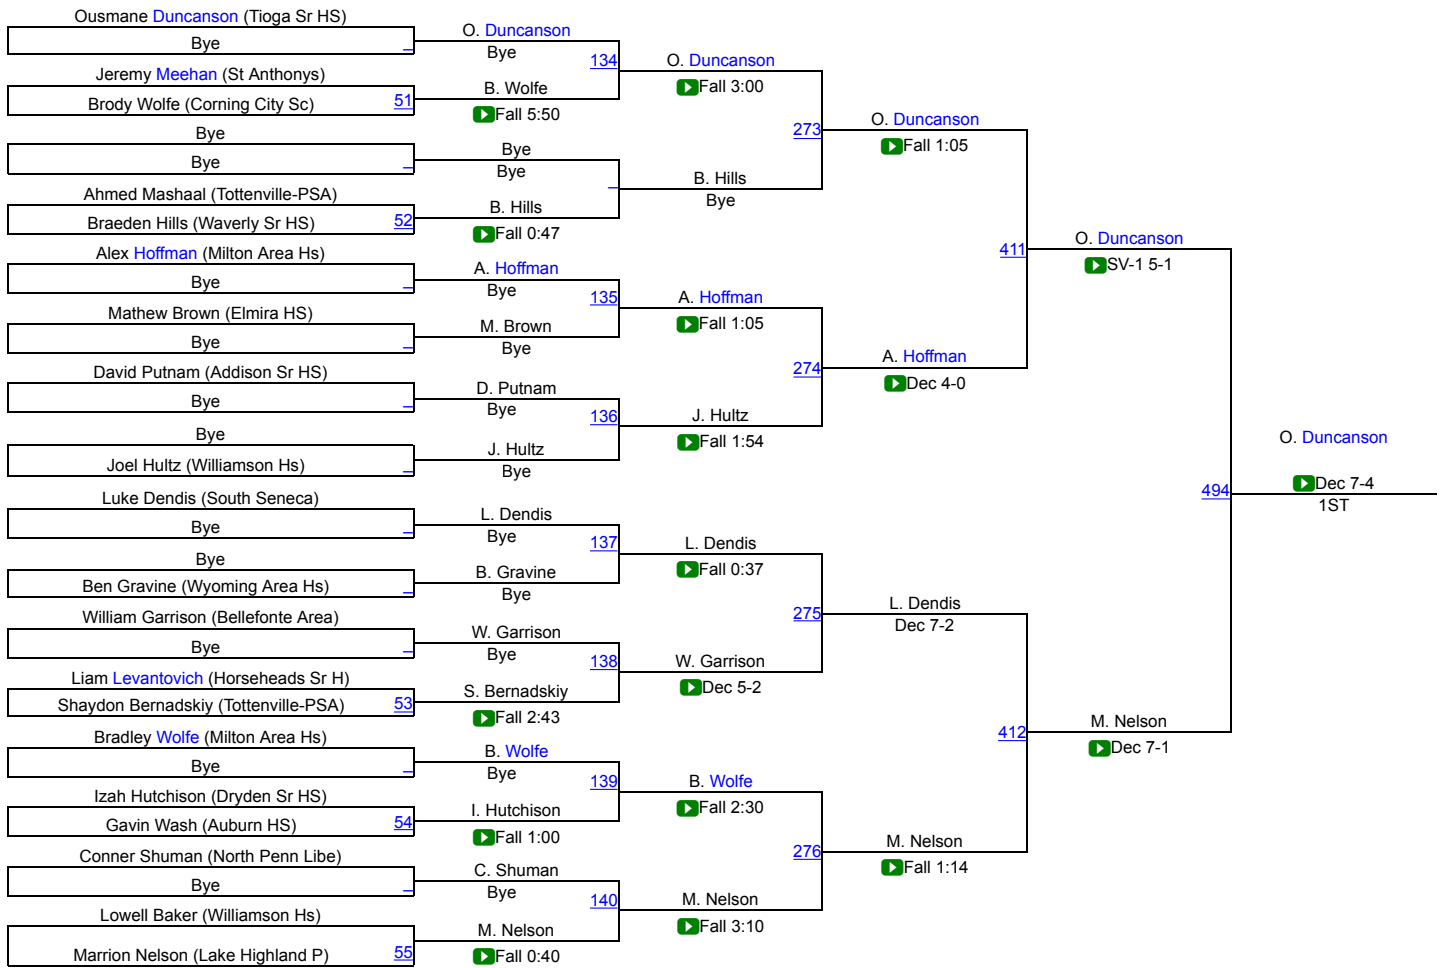 Ousmane Duncanson (Tioga Sr HS)
Bye
Jeremy Meehan (St Anthonys)
Brody Wolfe (Corning City Sc) 51
Bye
Bye
Ahmed Mashaal (Tottenville-PSA)
Braeden Hills (Waverly Sr HS) 52
Alex Hoffman (Milton Area Hs)
Bye
Mathew Brown (Elmira HS)
Bye
David Putnam (Addison Sr HS)
Bye
Bye
Joel Hultz (Williamson Hs)
Luke Dendis (South Seneca)
Bye
Bye
Ben Gravine (Wyoming Area Hs)
William Garrison (Bellefonte Area)
Bye
Liam Levantovich (Horseheads Sr H)
Shaydon Bernadskiy (Tottenville-PSA) 53
Bradley Wolfe (Milton Area Hs)
Bye
Izah Hutchison (Dryden Sr HS)
Gavin Wash (Auburn HS) 54
Conner Shuman (North Penn Libe)
Bye
Lowell Baker (Williamson Hs)
Marrion Nelson (Lake Highland P) 55
O. Duncanson
Bye
134
B. Wolfe
Fall 5:50
Bye
Bye
B. Hills
Fall 0:47
A. Hoffman
Bye
135
M. Brown
Bye
D. Putnam
Bye
136
J. Hultz
Bye
L. Dendis
Bye
137
B. Gravine
Bye
W. Garrison
Bye
138
S. Bernadskiy
Fall 2:43
B. Wolfe
Bye
139
I. Hutchison
Fall 1:00
C. Shuman
Bye
140
M. Nelson
Fall 0:40
O. Duncanson
Fall 3:00
273
B. Hills
Bye
A. Hoffman
Fall 1:05
274
J. Hultz
Fall 1:54
L. Dendis
Fall 0:37
275
W. Garrison
Dec 5-2
B. Wolfe
Fall 2:30
276
M. Nelson
Fall 3:10
O. Duncanson
Fall 1:05
411
A. Hoffman
Dec 4-0
L. Dendis
Dec 7-2
412
M. Nelson
Fall 1:14
O. Duncanson
SV-1 5-1
494
M. Nelson
Dec 7-1
O. Duncanson
Dec 7-4
1ST